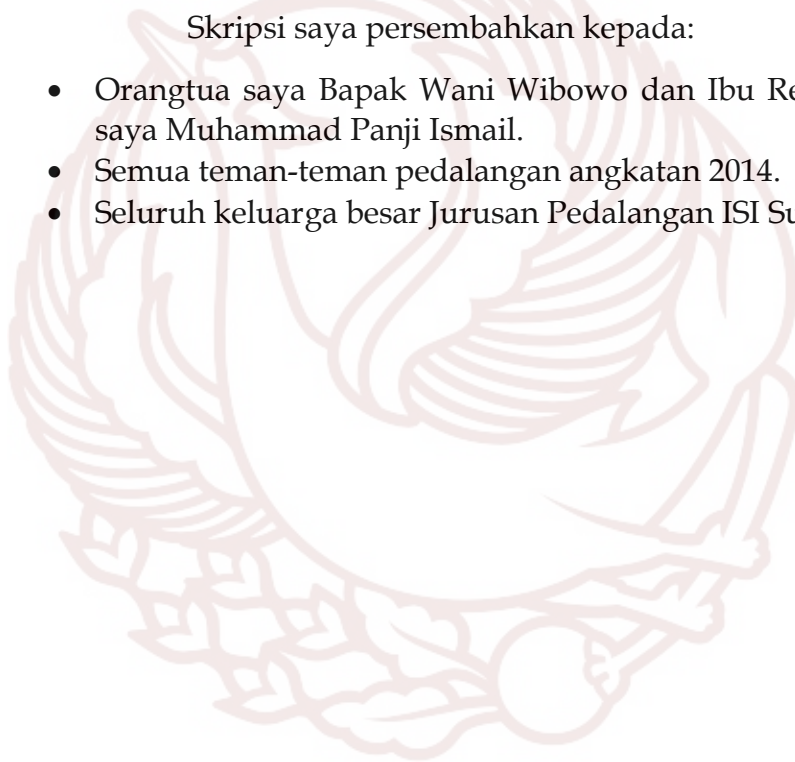 Skripsi saya persembahkan kepada:
• Orangtua saya Bapak Wani Wibowo dan Ibu
saya Muhammad Panji Ismail.
• Semua teman-teman pedalangan angkatan 2014.
• Seluruh keluarga besar Jurusan Pedalangan ISI